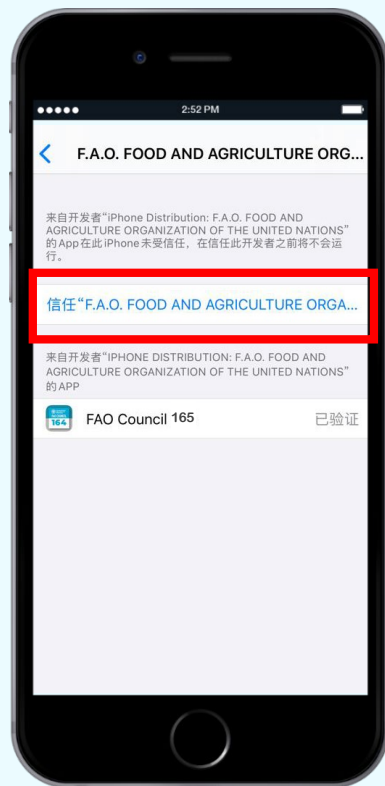 2:52 PM
F.A.O. FOOD AND AGRICULTURE ORG...
来自开发者“iPhone Distribution: F.A.O. FOOD AND
AGRICULTURE ORGANIZATION OF THE UNITED NATIONS”
的App在此iPhone未受信任，在信任此开发者之前将不会运
行。
信任“F.A.O. FOOD AND AGRICULTURE ORGA...
来自开发者“IPHONE DISTRIBUTION: F.A.O. FOOD AND
AGRICULTURE ORGANIZATION OF THE UNITED NATIONS”
的 APP
164
FAO Council 165 已验证